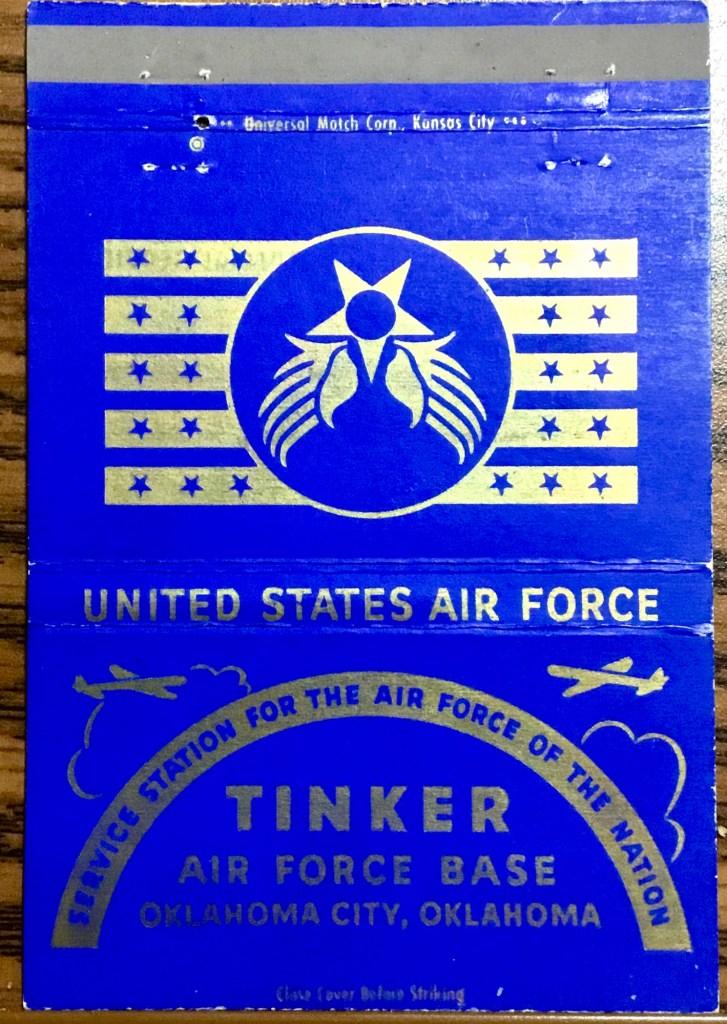 Universal Match Corp., Kansas City
UNITED STATES AIR FORCE
SERVICE STATION FOR THE AIR FORCE OF THE NATION
TINKER
AIR FORCE BASE
OKLAHOMA CITY, OKLAHOMA
Close Cover Before Striking